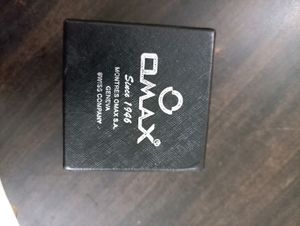 OMAX®
Since 1946
MONTRES OMAX S.A.
GENEVA
SWISS COMPANY